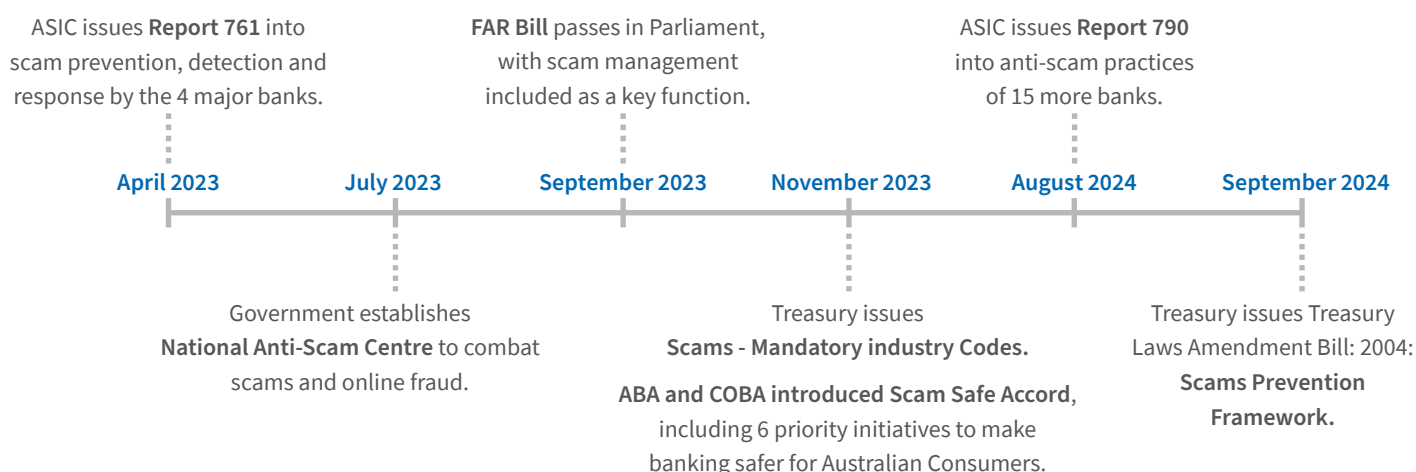 ASIC issues Report 761 into
scam prevention, detection and
response by the 4 major banks.
FAR Bill passes in Parliament,
with scam management
included as a key function.
ASIC issues Report 790
into anti-scam practices
of 15 more banks.
April 2023
July 2023
September 2023
November 2023
August 2024
September 2024
Government establishes
National Anti-Scam Centre to combat
scams and online fraud.
Treasury issues
Scams - Mandatory industry Codes.
ABA and COBA introduced Scam Safe Accord,
including 6 priority initiatives to make
banking safer for Australian Consumers.
Treasury issues Treasury
Laws Amendment Bill: 2004:
Scams Prevention
Framework.